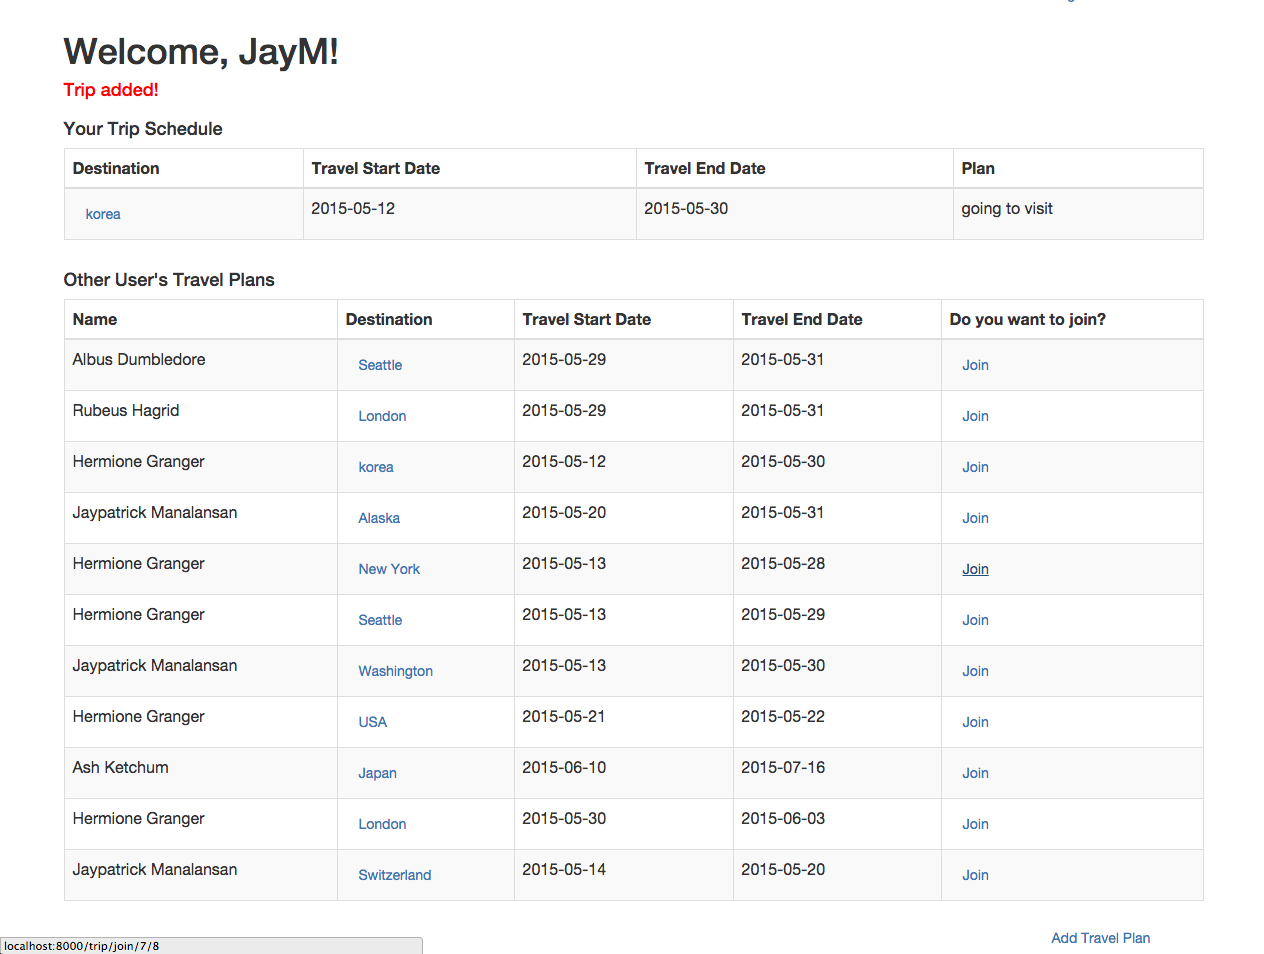 Welcome, JayM!
Trip added!
Your Trip Schedule
Destination Travel Start Date Travel End Date Plan
korea 2015-05-12 2015-05-30 going to visit
Other User's Travel Plans
Name Destination Travel Start Date Travel End Date Do you want to join?
Albus Dumbledore Seattle 2015-05-29 2015-05-31 Join
Rubeus Hagrid London 2015-05-29 2015-05-31 Join
Hermione Granger korea 2015-05-12 2015-05-30 Join
Jaypatrick Manalansan Alaska 2015-05-20 2015-05-31 Join
Hermione Granger New York 2015-05-13 2015-05-28 Join
Hermione Granger Seattle 2015-05-13 2015-05-29 Join
Jaypatrick Manalansan Washington 2015-05-13 2015-05-30 Join
Hermione Granger USA 2015-05-21 2015-05-22 Join
Ash Ketchum Japan 2015-06-10 2015-07-16 Join
Hermione Granger London 2015-05-30 2015-06-03 Join
Jaypatrick Manalansan Switzerland 2015-05-14 2015-05-20 Join
Add Travel Plan
localhost:8000/trip/join/7/8